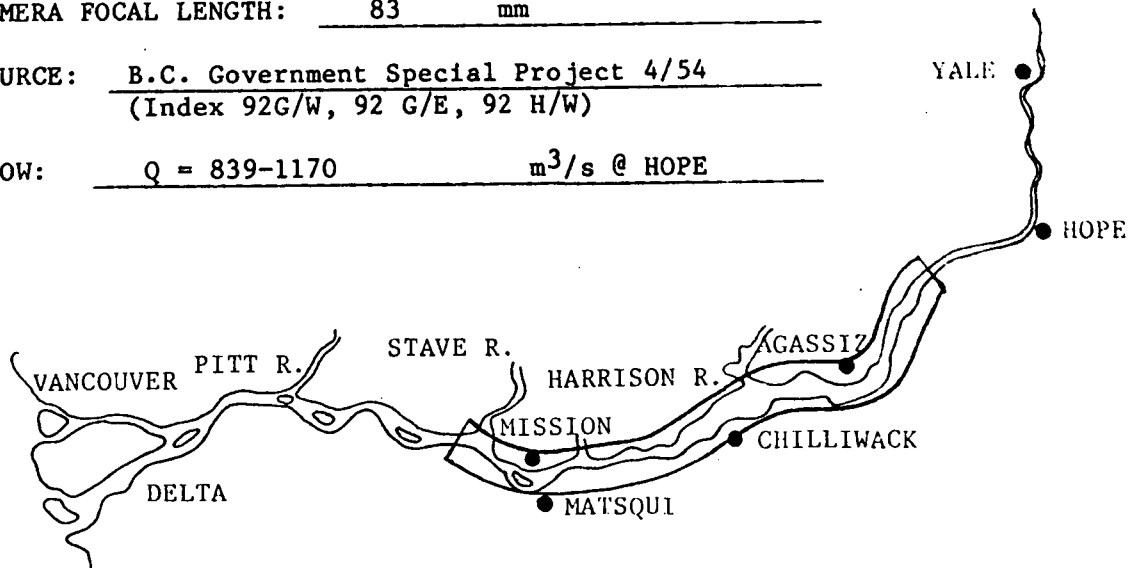 MERA FOCAL LENGTH: 83 mm
URCE: B.C. Government Special Project 4/54
(Index 92G/W, 92 G/E, 92 H/W)
OW: Q = 839-1170 m³/s @ HOPE
YALE
HOPE
AGASSIZ
STAVE R.
PITT R.
VANCOUVER
HARRISON R.
MISSION
CHILLIWACK
DELTA
MATSQUI